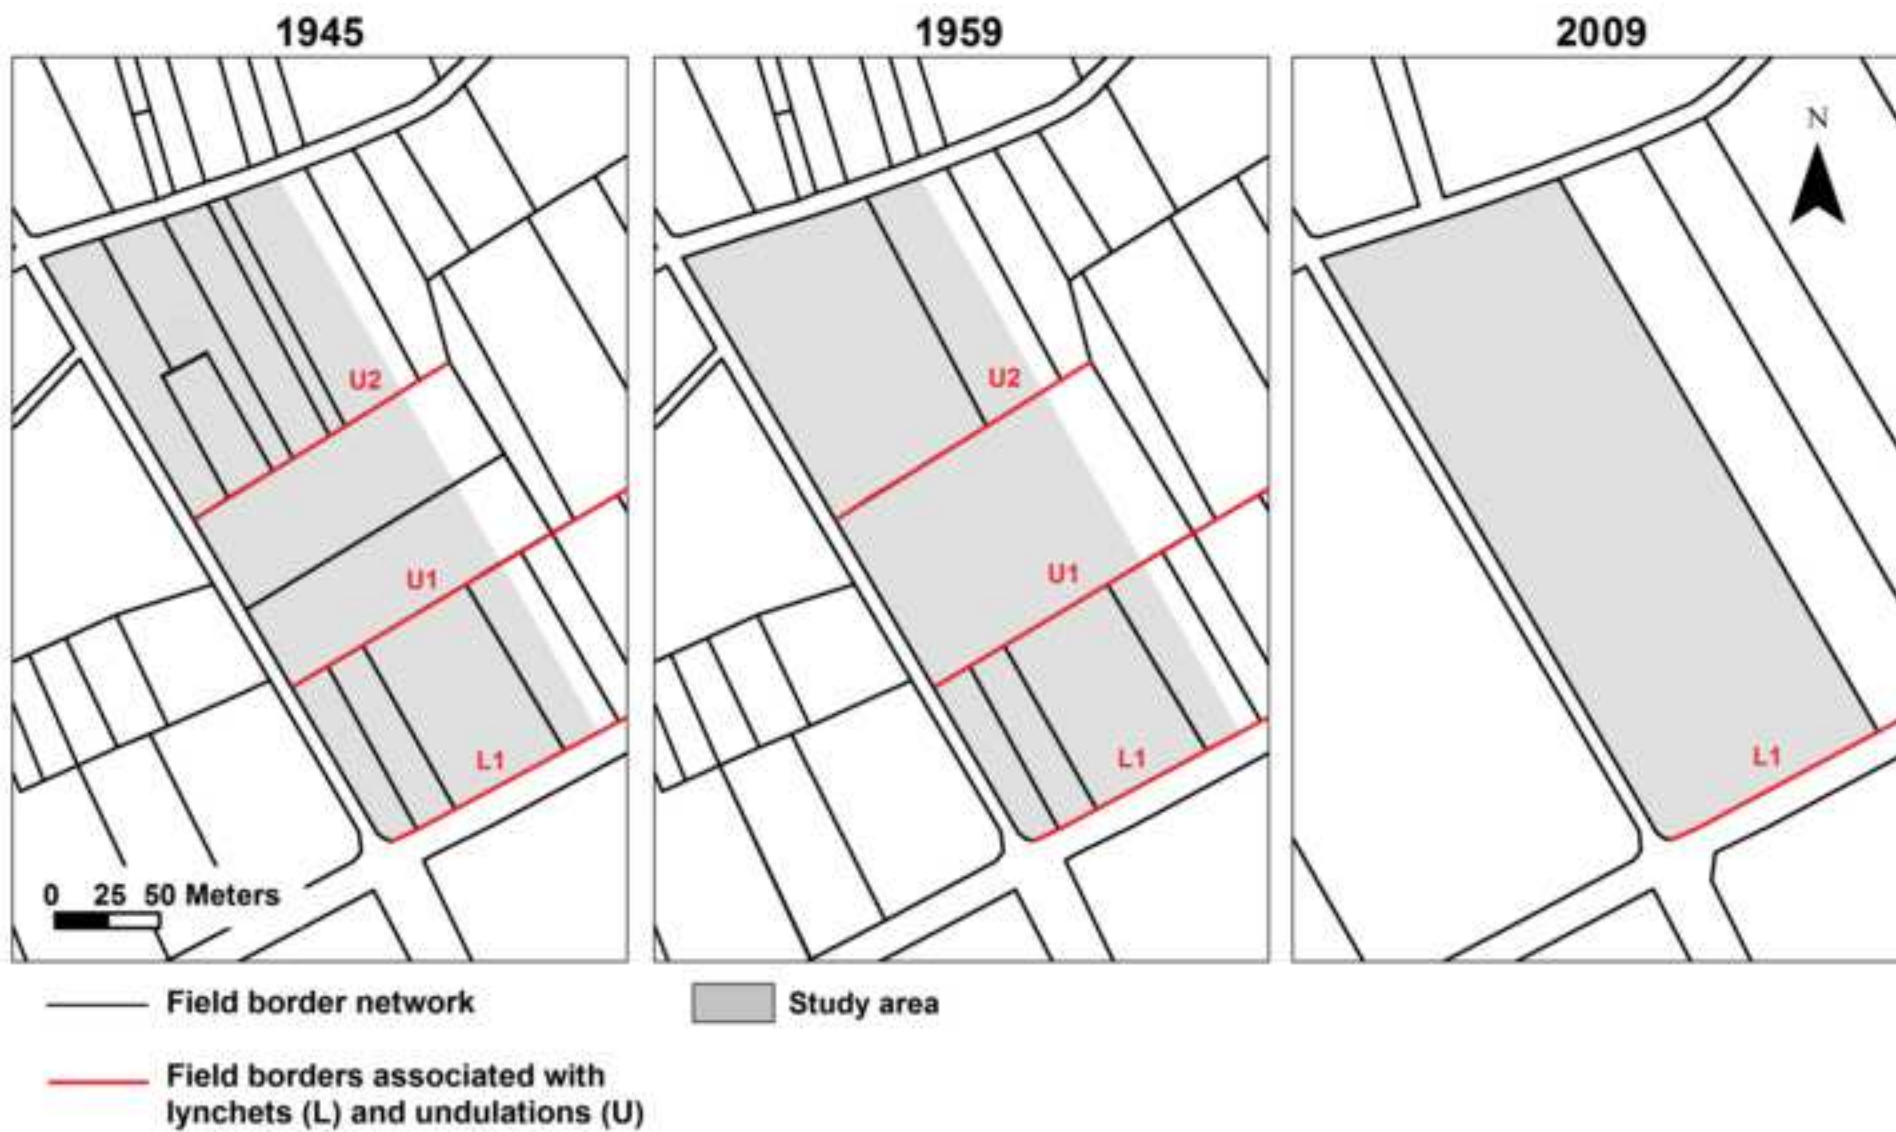 1945
1959
2009
N
U2
U1
L1
U2
U1
L1
L1
0 25 50 Meters
Field border network
Study area
Field borders associated with
lynchets (L) and undulations (U)